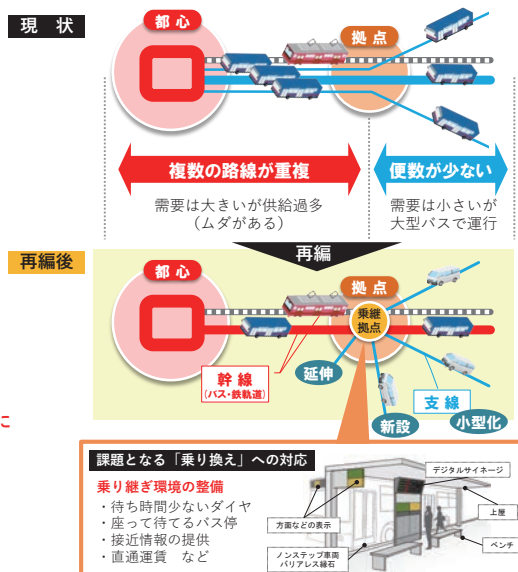 現 状
都 心
拠 点
複数の路線が重複
便数が少ない
需要は大きいが供給過多
(ムダがある)
需要は小さいが
大型バスで運行
再編
再編後
都 心
拠 点
乗継
拠点
幹 線
(バス・鉄軌道)
延伸
新設
支 線
小型化
に
課題となる「乗り換え」への対応
乗り継ぎ環境の整備
・待ち時間少ないダイヤ
・座って待てるバス停
・接近情報の提供
・直通運賃 など
デジタルサイネージ
方面などの表示
上屋
ノンステップ車両
バリアレス縁石
ベンチ